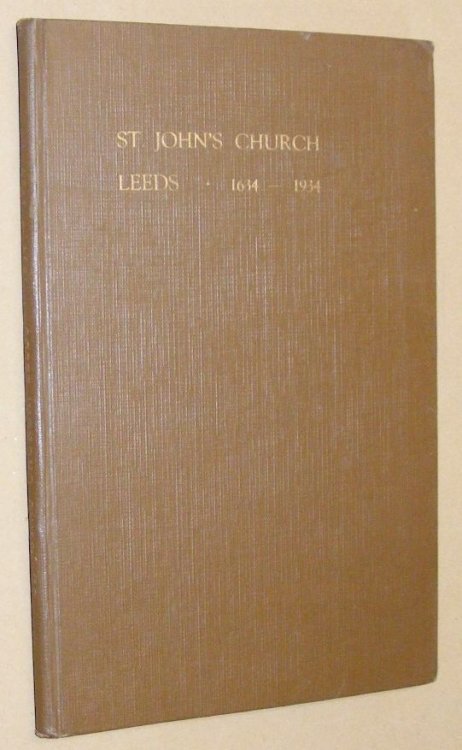 ST. JOHN'S CHURCH
LEEDS · 1634 — 1934